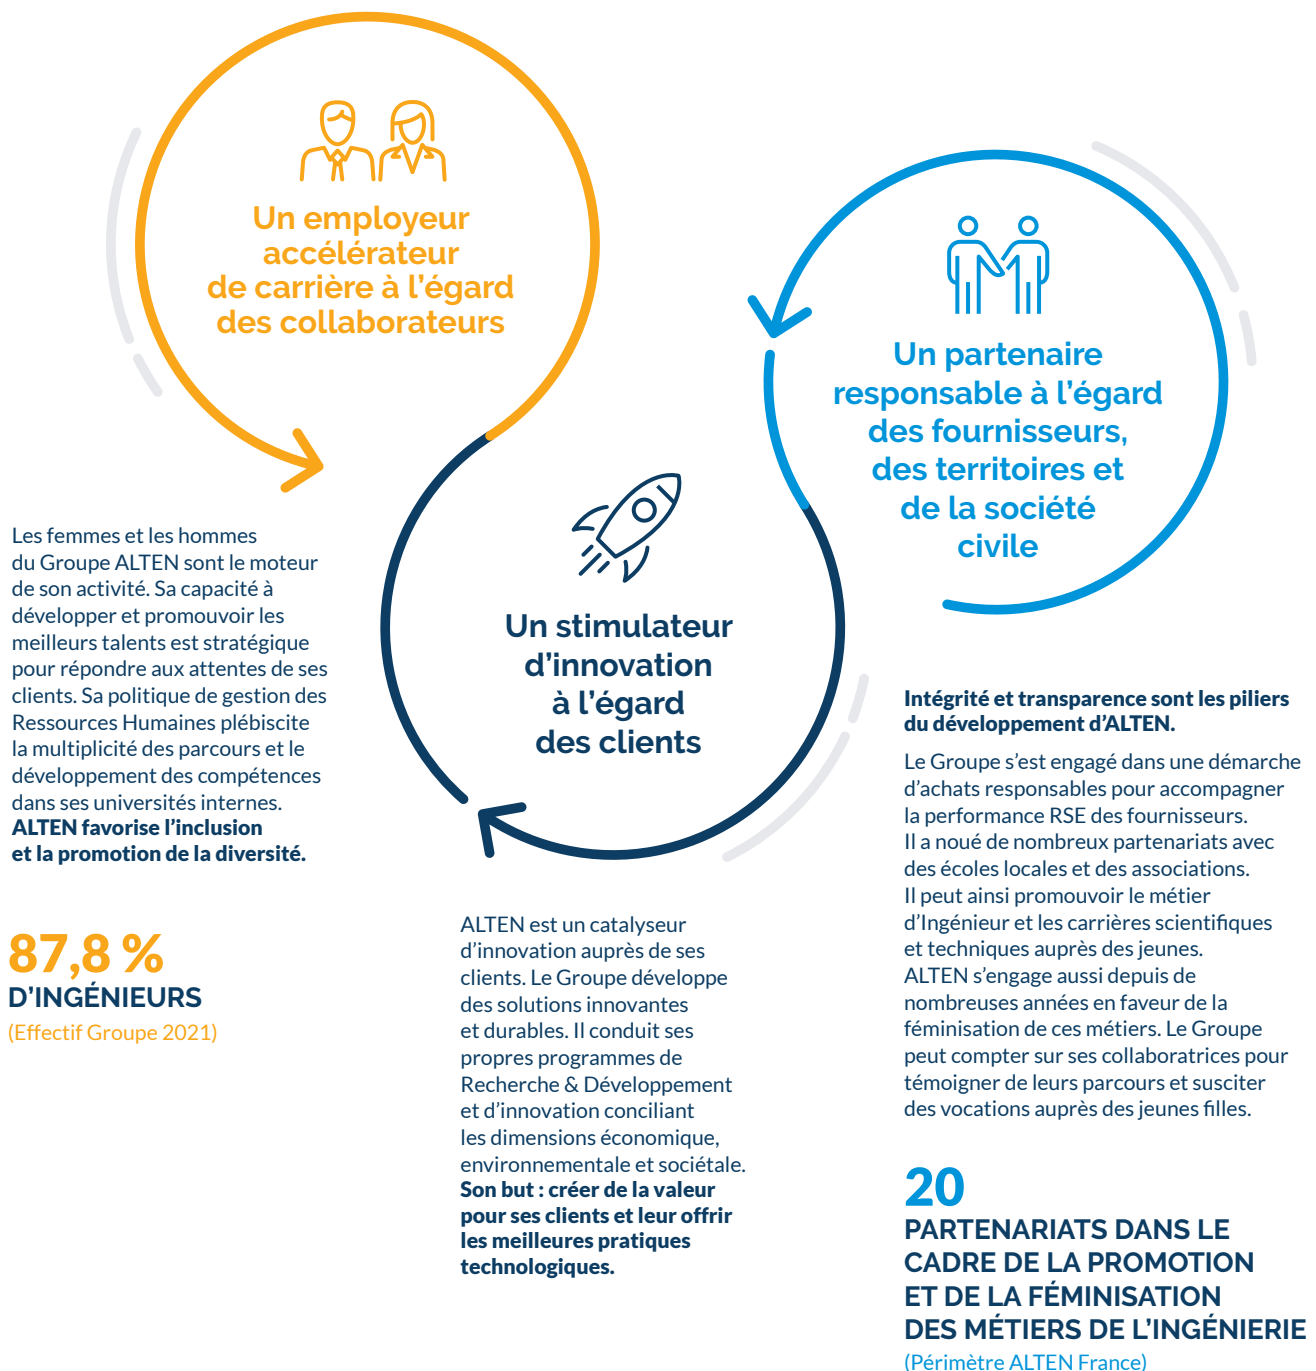 Un employeur
accélérateur
de carrière à l’égard
des collaborateurs
Les femmes et les hommes
du Groupe ALTEN sont le moteur
de son activité. Sa capacité à
développer et promouvoir les
meilleurs talents est stratégique
pour répondre aux attentes de ses
clients. Sa politique de gestion des
Ressources Humaines plébiscite
la multiplicité des parcours et le
développement des compétences
dans ses universités internes.
ALTEN favorise l’inclusion
et la promotion de la diversité.
87,8 %
D’INGÉNIEURS
(Effectif Groupe 2021)
Un stimulateur
d’innovation
à l’égard
des clients
ALTEN est un catalyseur
d’innovation auprès de ses
clients. Le Groupe développe
des solutions innovantes
et durables. Il conduit ses
propres programmes de
Recherche & Développement
et d’innovation conciliant
les dimensions économique,
environnementale et sociétale.
Son but : créer de la valeur
pour ses clients et leur offrir
les meilleures pratiques
technologiques.
Un partenaire
responsable à l’égard
des fournisseurs,
des territoires et
de la société
civile
Intégrité et transparence sont les piliers
du développement d’ALTEN.
Le Groupe s’est engagé dans une démarche
d’achats responsables pour accompagner
la performance RSE des fournisseurs.
Il a noué de nombreux partenariats avec
des écoles locales et des associations.
Il peut ainsi promouvoir le métier
d’Ingénieur et les carrières scientifiques
et techniques auprès des jeunes.
ALTEN s’engage aussi depuis de
nombreuses années en faveur de la
féminisation de ces métiers. Le Groupe
peut compter sur ses collaboratrices pour
témoigner de leurs parcours et susciter
des vocations auprès des jeunes filles.
20
PARTENARIATS DANS LE
CADRE DE LA PROMOTION
ET DE LA FÉMINISATION
DES MÉTIERS DE L’INGÉNIERIE
(Périmètre ALTEN France)